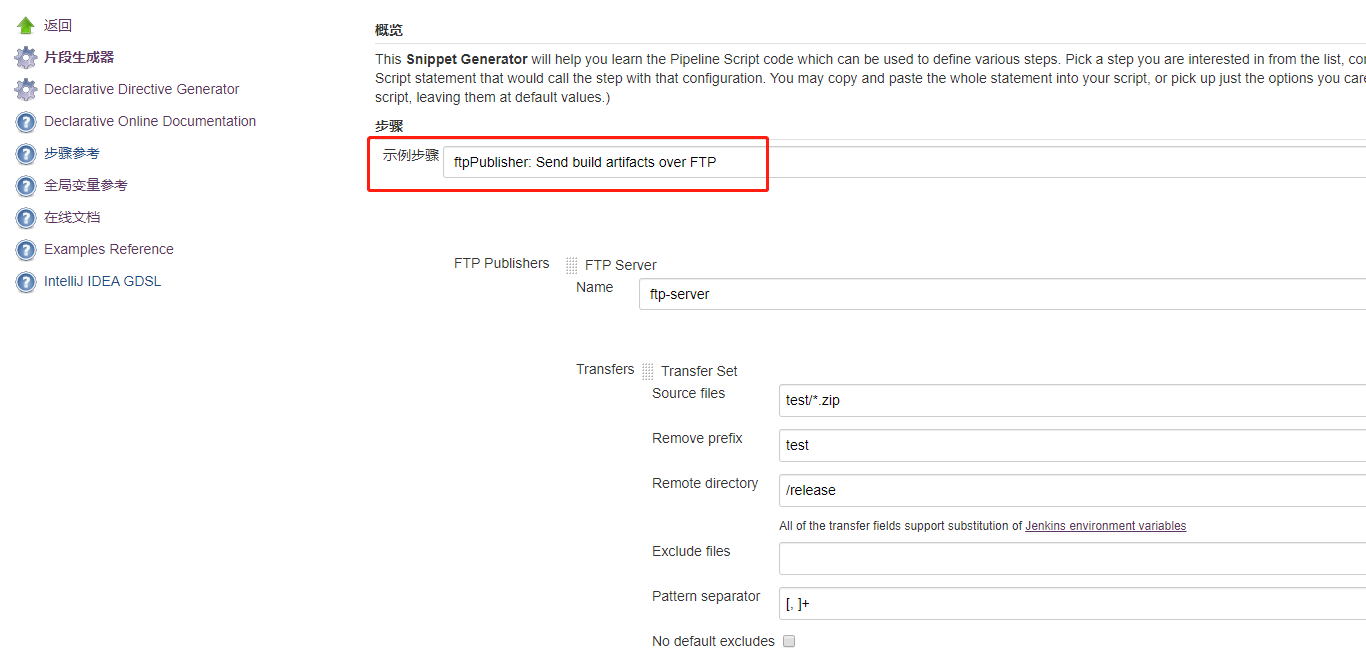 返回
片段生成器
Declarative Directive Generator
Declarative Online Documentation
步骤参考
全局变量参考
在线文档
Examples Reference
IntelliJ IDEA GDSL
概览
This Snippet Generator will help you learn the Pipeline Script code which can be used to define various steps. Pick a step you are interested in from the list, con
Script statement that would call the step with that configuration. You may copy and paste the whole statement into your script, or pick up just the options you care
script, leaving them at default values.)
步骤
示例步骤 ftpPublisher: Send build artifacts over FTP
FTP Publishers FTP Server
Name ftp-server
Transfers Transfer Set
Source files test/*.zip
Remove prefix test
Remote directory /release
All of the transfer fields support substitution of Jenkins environment variables
Exclude files
Pattern separator [, ]+
No default excludes